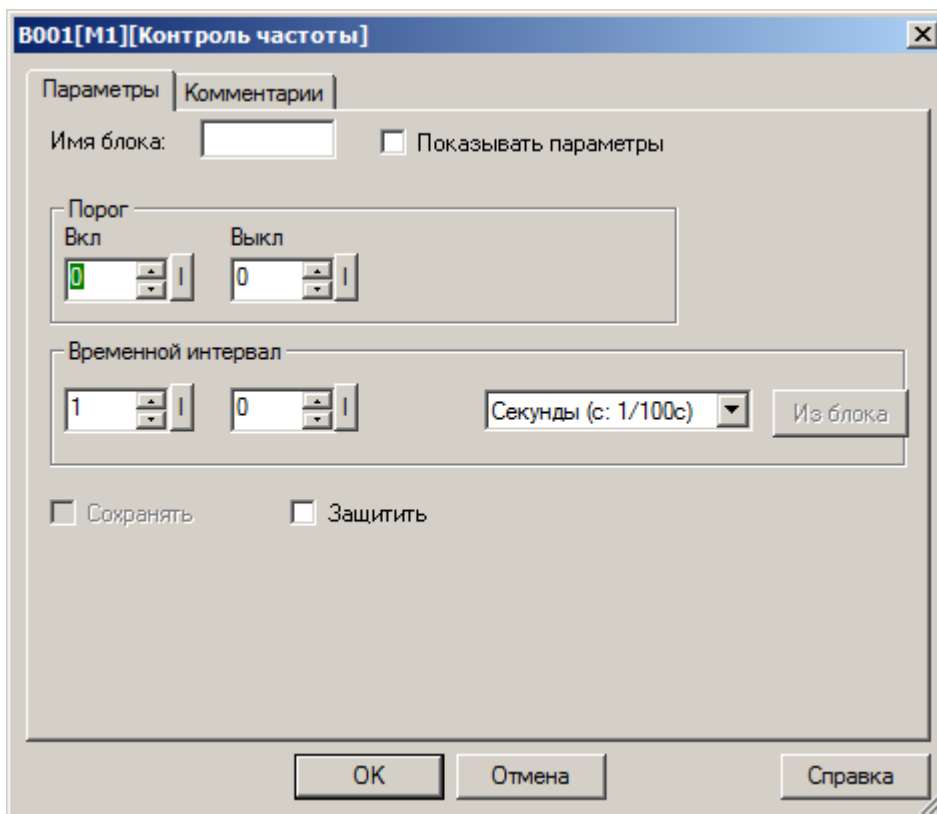 B001[M1][Контроль частоты]
Параметры Комментарии
Имя блока: Показывать параметры
Порог
Вкл Выкл
0 I 0 I
Временной интервал
1 I 0 I Секунды (с: 1/100с) Из блока
Сохранять Защитить
OK Отмена Справка